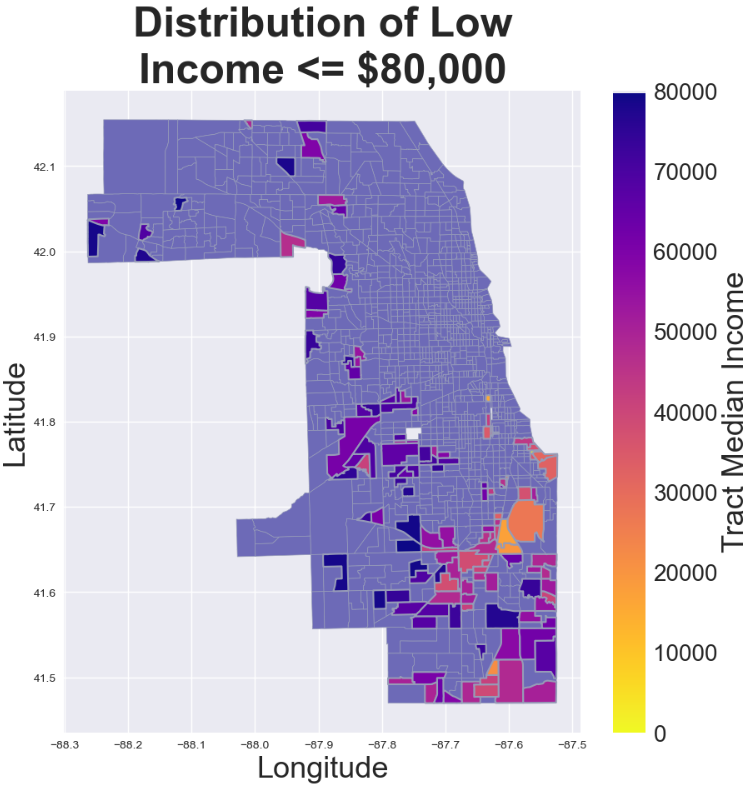 Distribution of Low
Income <= $80,000
80000
70000
60000
50000
40000
30000
20000
10000
0
Tract Median Income
42.1
42.0
41.9
41.8
41.7
41.6
41.5
Latitude
−88.3 −88.2 −88.1 −88.0 −87.9 −87.8 −87.7 −87.6 −87.5
Longitude